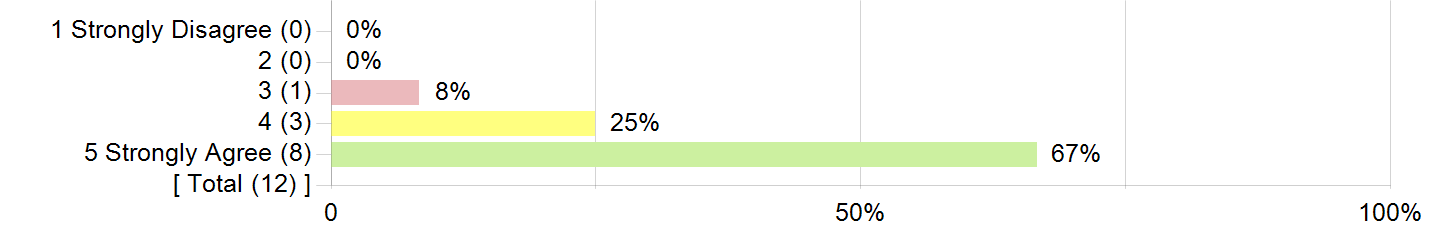 1 Strongly Disagree (0) 0%
2 (0) 0%
3 (1) 8%
4 (3) 25%
5 Strongly Agree (8) 67%
[ Total (12) ]
0 50% 100%